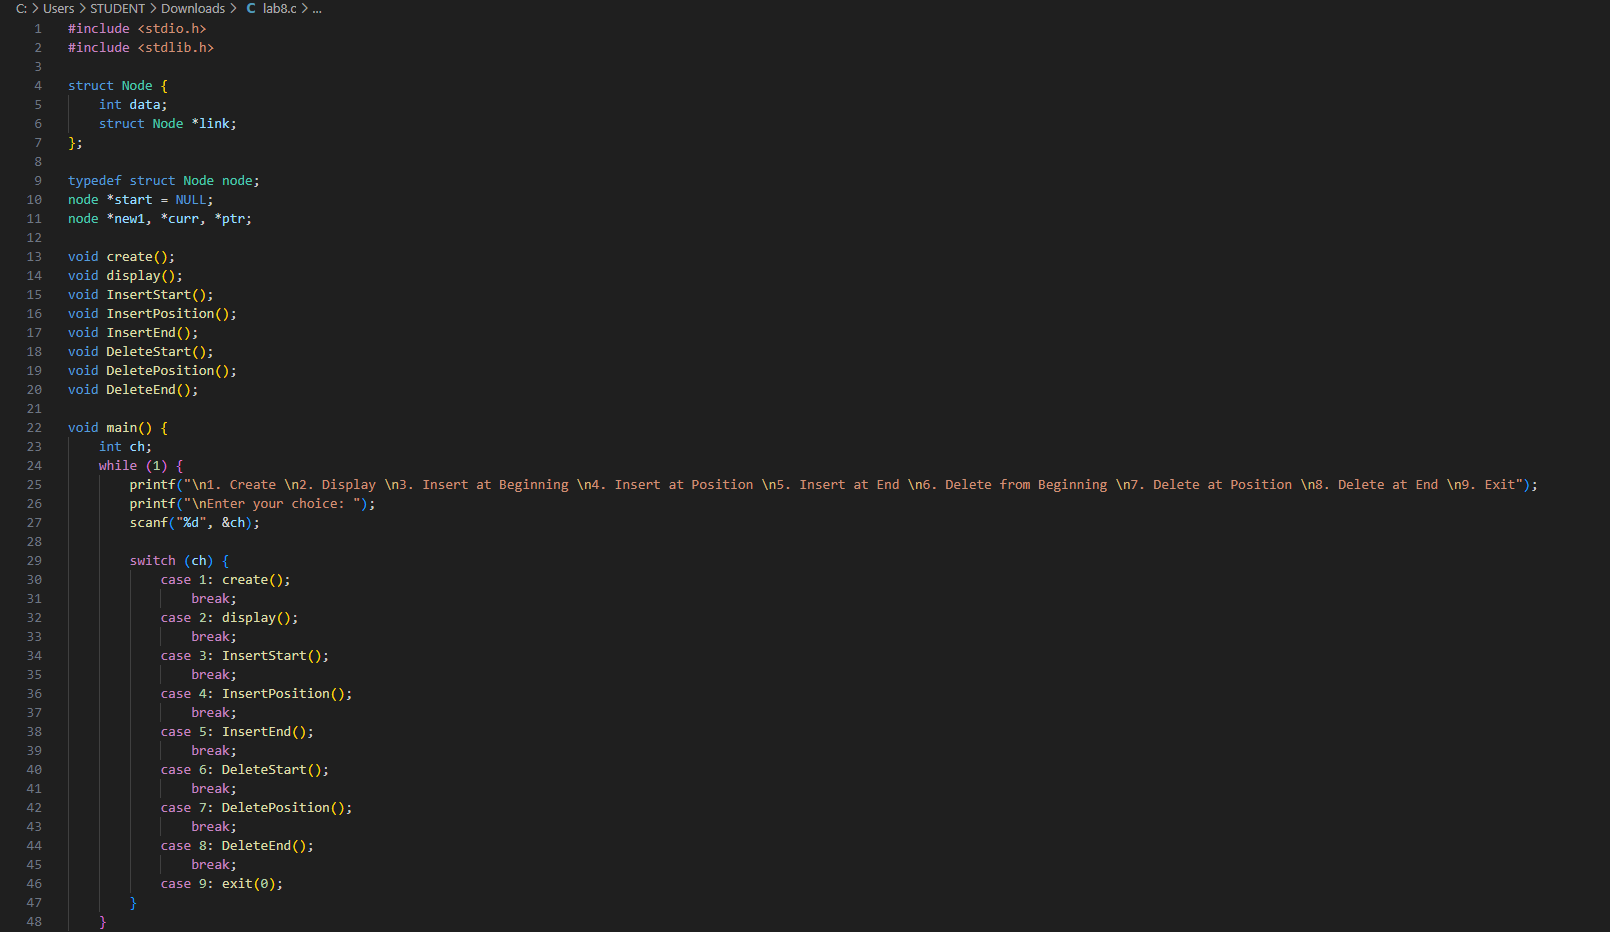 C: > Users > STUDENT > Downloads > C lab8.c > ...
1 #include <stdio.h>
2 #include <stdlib.h>
3
4 struct Node {
5 int data;
6 struct Node *link;
7 };
8
9 typedef struct Node node;
10 node *start = NULL;
11 node *new1, *curr, *ptr;
12
13 void create();
14 void display();
15 void InsertStart();
16 void InsertPosition();
17 void InsertEnd();
18 void DeleteStart();
19 void DeletePosition();
20 void DeleteEnd();
21
22 void main() {
23 int ch;
24 while (1) {
25 printf("\n1. Create \n2. Display \n3. Insert at Beginning \n4. Insert at Position \n5. Insert at End \n6. Delete from Beginning \n7. Delete at Position \n8. Delete at End \n9. Exit");
26 printf("\nEnter your choice: ");
27 scanf("%d", &ch);
28
29 switch (ch) {
30 case 1: create();
31 break;
32 case 2: display();
33 break;
34 case 3: InsertStart();
35 break;
36 case 4: InsertPosition();
37 break;
38 case 5: InsertEnd();
39 break;
40 case 6: DeleteStart();
41 break;
42 case 7: DeletePosition();
43 break;
44 case 8: DeleteEnd();
45 break;
46 case 9: exit(0);
47 }
48 }